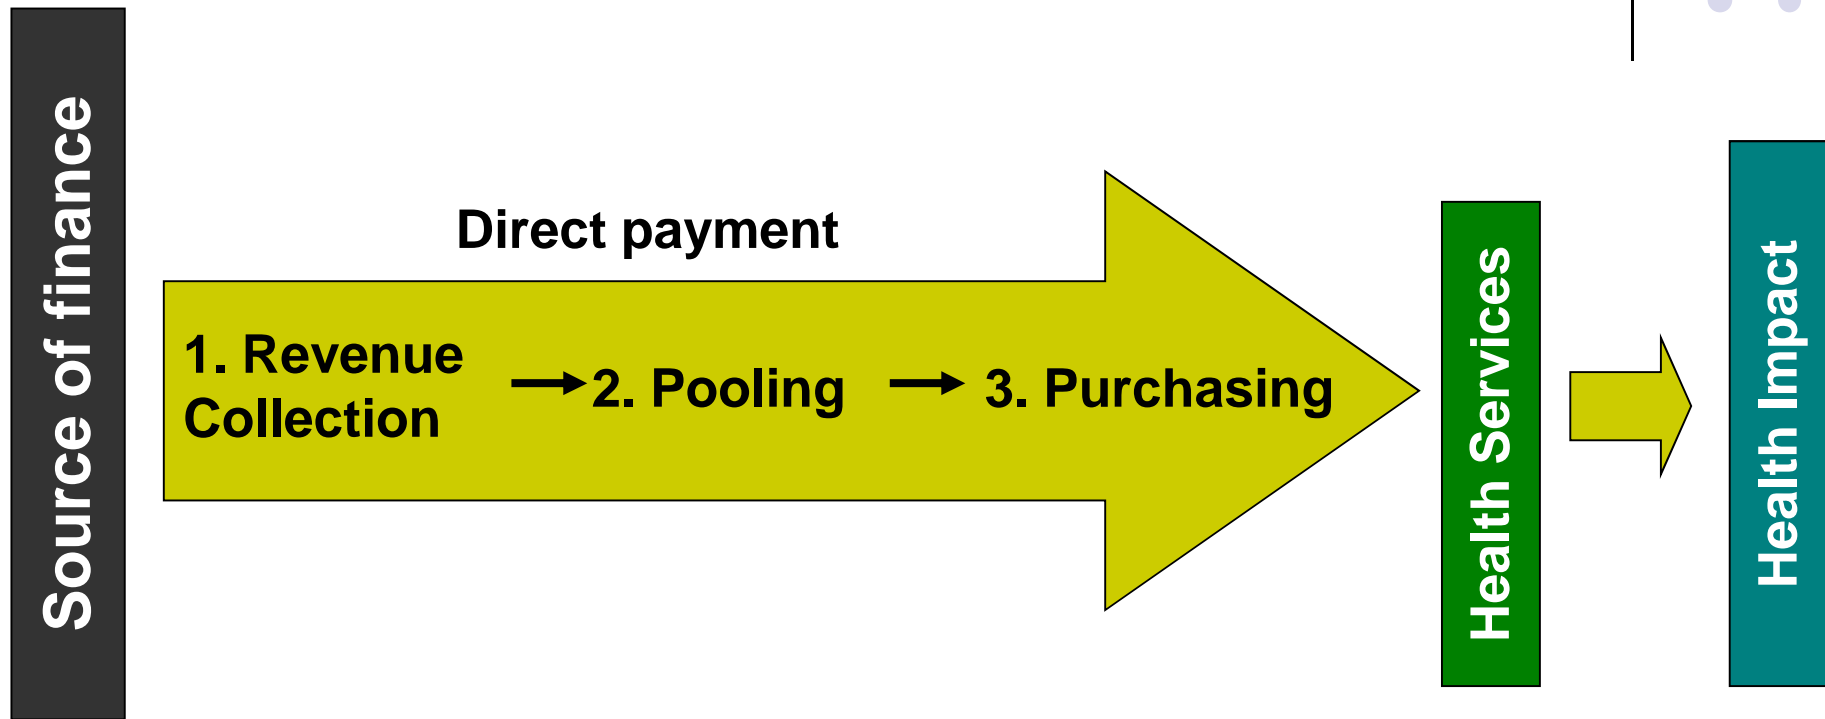 Source of finance
Direct payment
1. Revenue
Collection
2. Pooling
3. Purchasing
Health Services
Health Impact